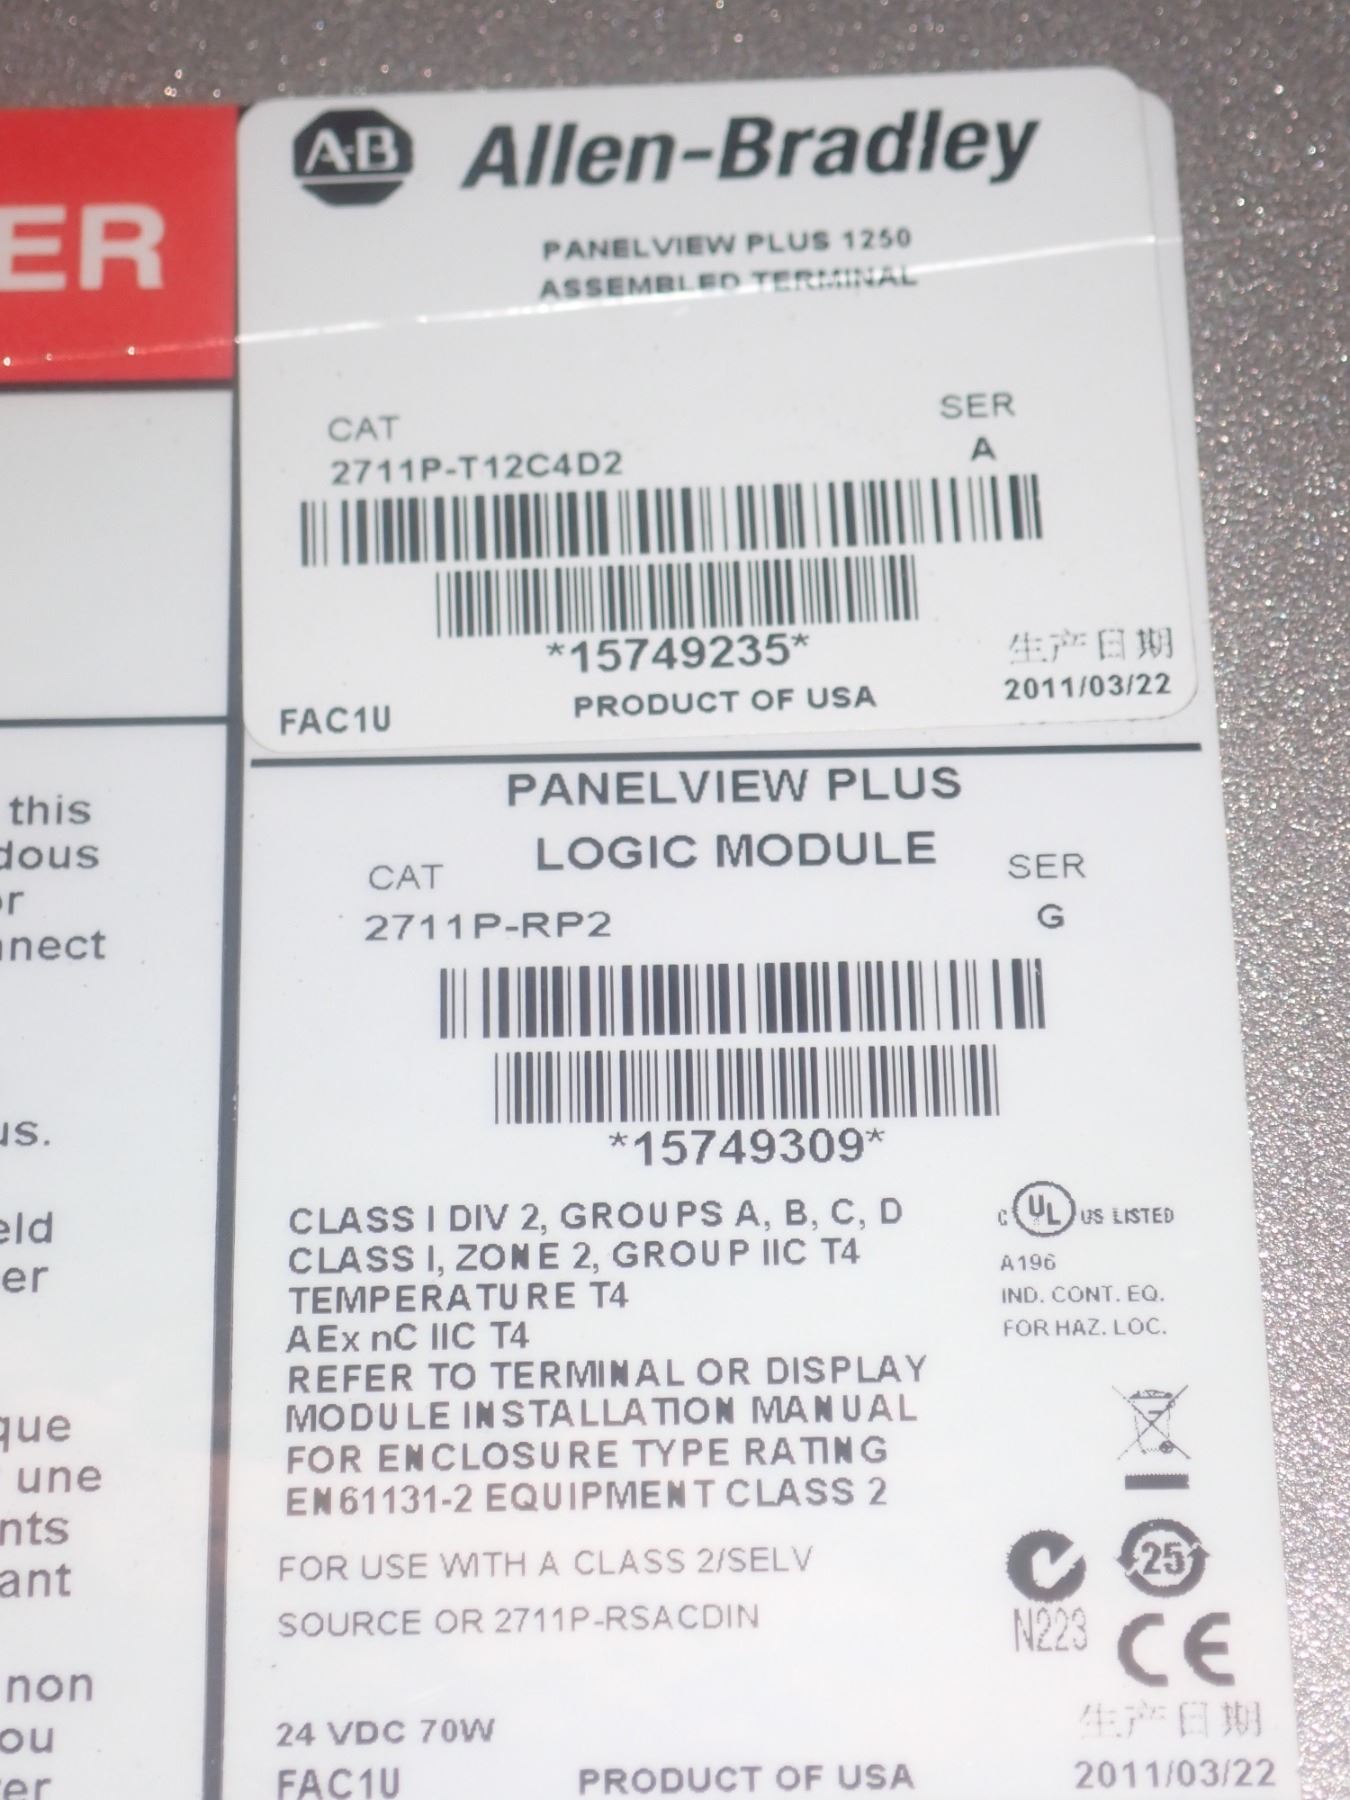 ER
this
dous
or
nnect
us.
eld
er
que
une
nts
ant
non
ou
er
A-B Allen-Bradley
PANELVIEW PLUS 1250
ASSEMBLED TERMINAL
CAT SER
2711P-T12C4D2 A
*15749235*
生产日期
FAC1U PRODUCT OF USA 2011/03/22
PANELVIEW PLUS
LOGIC MODULE
CAT SER
2711P-RP2 G
*15749309*
CLASS I DIV 2, GROUPS A, B, C, D
CLASS I, ZONE 2, GROUP IIC T4
TEMPERATURE T4
AEx nC IIC T4
REFER TO TERMINAL OR DISPLAY
MODULE INSTALLATION MANUAL
FOR ENCLOSURE TYPE RATING
EN61131-2 EQUIPMENT CLASS 2
C UL US LISTED
A196
IND. CONT. EQ.
FOR HAZ. LOC.
FOR USE WITH A CLASS 2/SELV
SOURCE OR 2711P-RSACDIN
25
N223
CE
24 VDC 70W
生产日期
FAC1U PRODUCT OF USA 2011/03/22